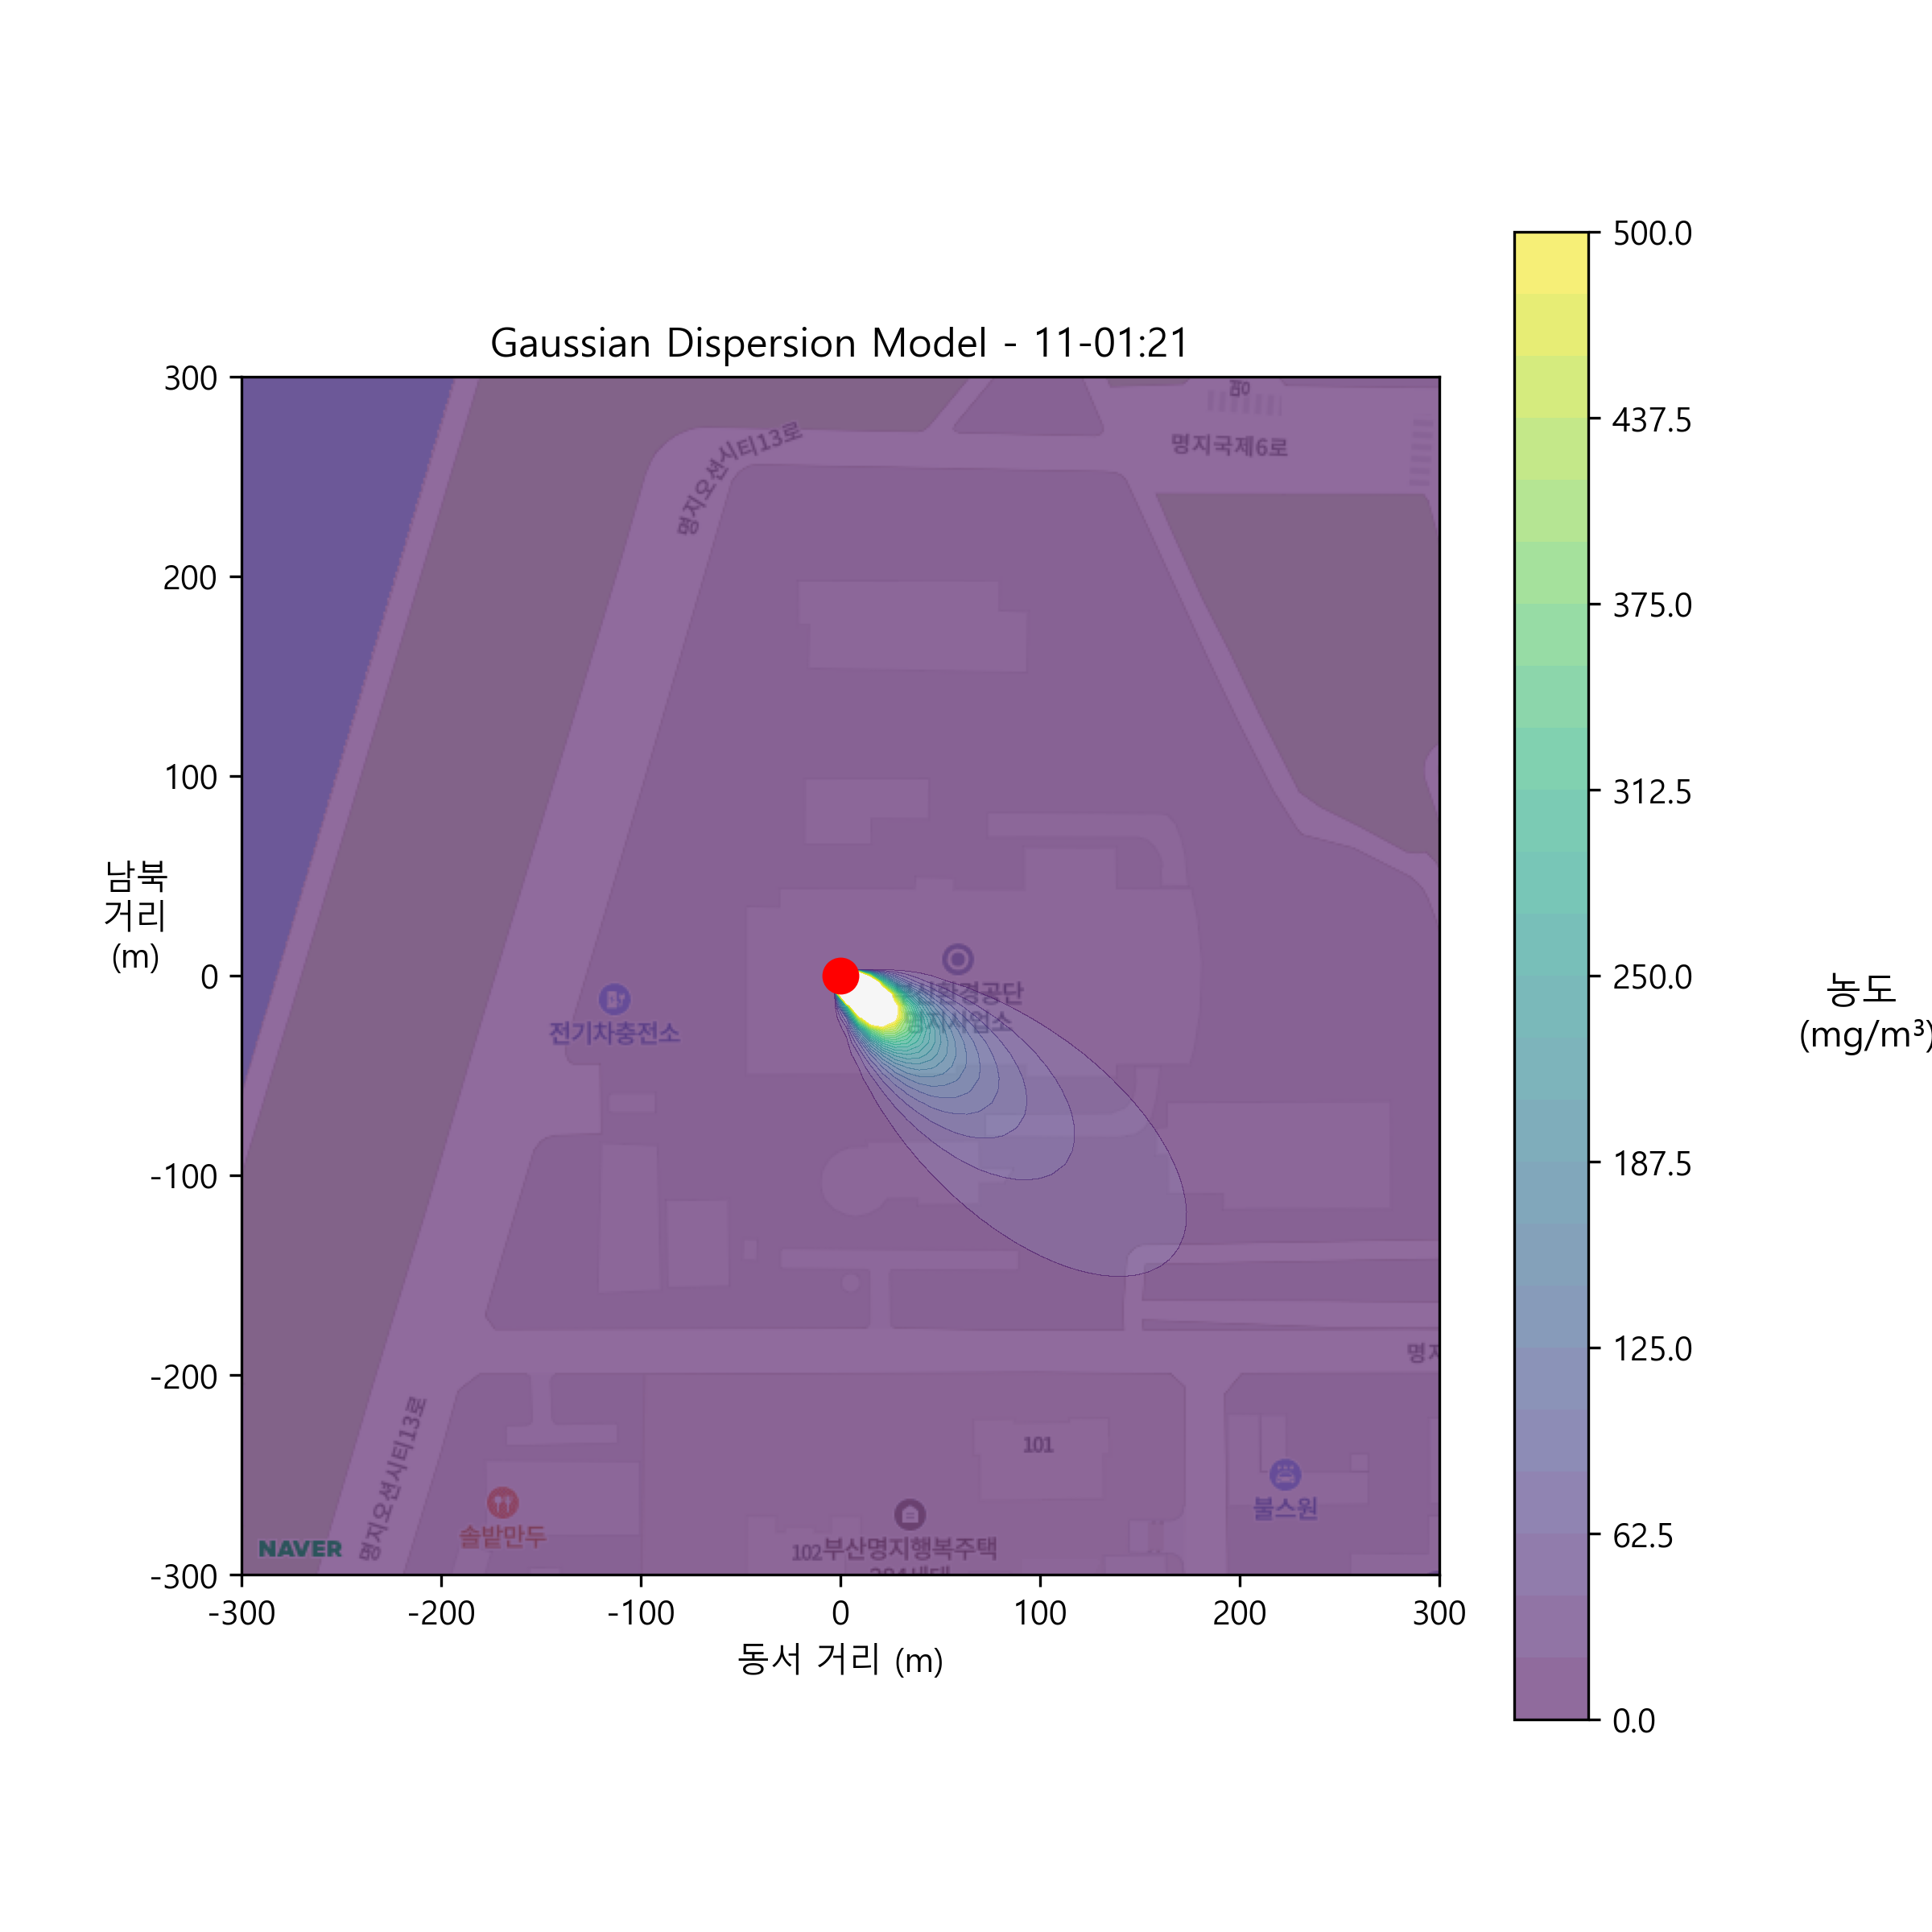 Gaussian Dispersion Model - 11-01:21
300
200
100
0
-100
-200
-300
남북
거리
(m)
-300
-200
-100
0
100
200
300
동서 거리 (m)
명지오션시티13로
명지국제6로
전기차충전소
산환경공단
명지사업소
명지오션시티13로
101
솔밭만두
102부산명지행복주택
불스원
NAVER
500.0
437.5
375.0
312.5
250.0
187.5
125.0
62.5
0.0
농도
(mg/m³)